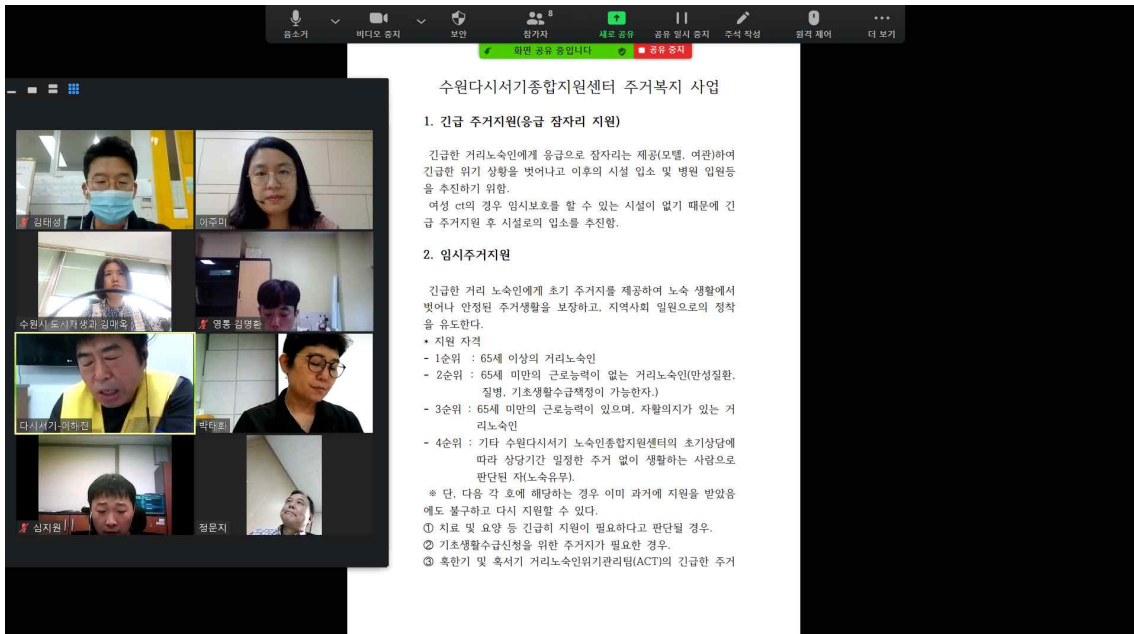 8
음소거
비디오 중지
보안
참가자
새로 공유
공유 일시 중지
주석 작성
원격 제어
더 보기
화면 공유 중입니다
공유 중지
김태성
이주미
수원시 도시재생과 김매옥
영통 김영환
다시서기-이해진
박태화
심지원
정문지
수원다시서기종합지원센터 주거복지 사업
1. 긴급 주거지원(응급 잠자리 지원)
긴급한 거리노숙인에게 응급으로 잠자리는 제공(모텔, 여관)하여
긴급한 위기 상황을 벗어나고 이후의 시설 입소 및 병원 입원등
을 추진하기 위함.
여성 ct의 경우 임시보호를 할 수 있는 시설이 없기 때문에 긴
급 주거지원 후 시설로의 입소를 추진함.
2. 임시주거지원
긴급한 거리 노숙인에게 초기 주거지를 제공하여 노숙 생활에서
벗어나 안정된 주거생활을 보장하고, 지역사회 일원으로의 정착
을 유도한다.
* 지원 자격
- 1순위 : 65세 이상의 거리노숙인
- 2순위 : 65세 미만의 근로능력이 없는 거리노숙인(만성질환,
질병, 기초생활수급책정이 가능한자.)
- 3순위 : 65세 미만의 근로능력이 있으며, 자활의지가 있는 거
리노숙인
- 4순위 : 기타 수원다시서기 노숙인종합지원센터의 초기상담에
따라 상당기간 일정한 주거 없이 생활하는 사람으로
판단된 자(노숙유무).
※ 단, 다음 각 호에 해당하는 경우 이미 과거에 지원을 받았음
에도 불구하고 다시 지원할 수 있다.
① 치료 및 요양 등 긴급히 지원이 필요하다고 판단될 경우.
② 기초생활수급신청을 위한 주거지가 필요한 경우.
③ 혹한기 및 혹서기 거리노숙인위기관리팀(ACT)의 긴급한 주거